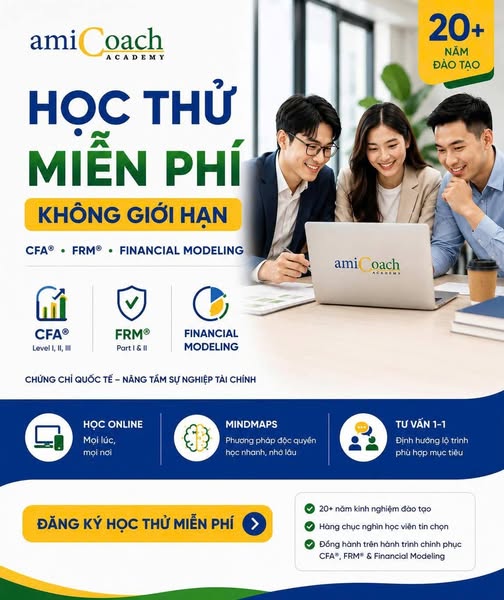 amiCoach
ACADEMY
20+
NĂM
ĐÀO TẠO
HỌC THỬ
MIỄN PHÍ
KHÔNG GIỚI HẠN
CFA® • FRM® • FINANCIAL MODELING
amiCoach
ACADEMY
CFA®
Level I, II, III
FRM®
Part I & II
FINANCIAL
MODELING
CHỨNG CHỈ QUỐC TẾ – NÂNG TẦM SỰ NGHIỆP TÀI CHÍNH
HỌC ONLINE
Mọi lúc,
mọi nơi
MINDMAPS
Phương pháp độc quyền
học nhanh, nhớ lâu
TƯ VẤN 1-1
Định hướng lộ trình
phù hợp mục tiêu
ĐĂNG KÝ HỌC THỬ MIỄN PHÍ
20+ năm kinh nghiệm đào tạo
Hàng chục nghìn học viên tin chọn
Đồng hành trên hành trình chinh phục
CFA®, FRM® & Financial Modeling